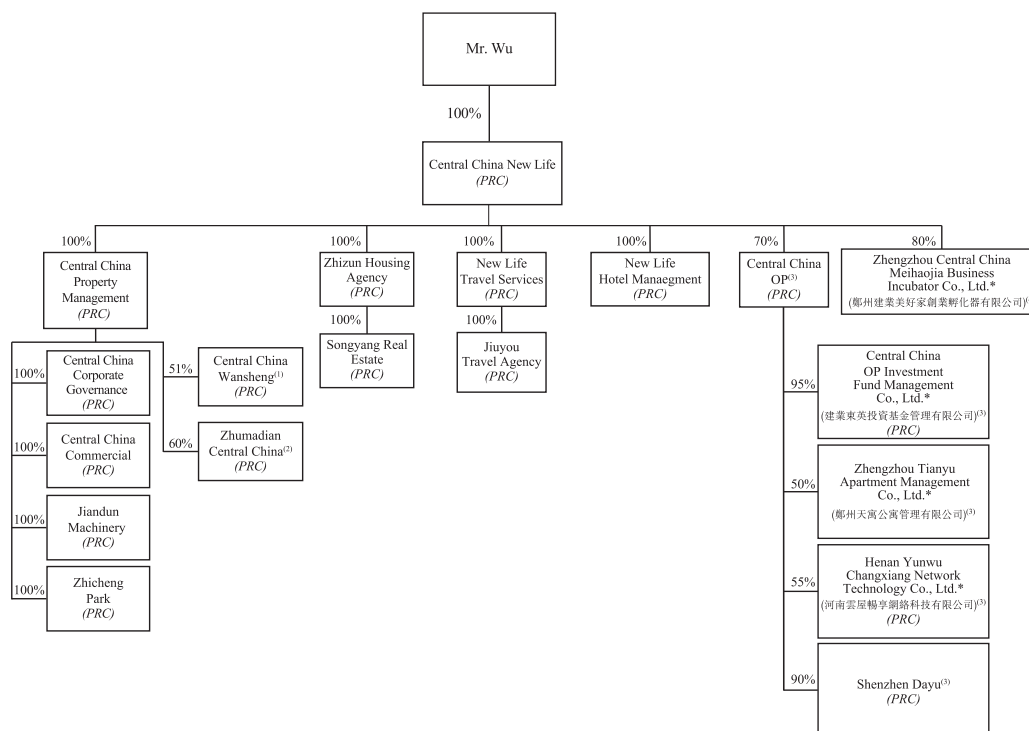 Mr. Wu
100%
Central China New Life
(PRC)
100%
100%
100%
100%
70%
80%
Central China
Property
Management
(PRC)
Zhizun Housing
Agency
(PRC)
New Life
Travel Services
(PRC)
New Life
Hotel Managment
(PRC)
Central China
OP(3)
(PRC)
Zhengzhou Central China
Meihaojia Business
Incubator Co., Ltd.*
(鄭州建業美好家創業孵化器有限公司)
100%
100%
Songyang Real
Estate
(PRC)
Jiuyou
Travel Agency
(PRC)
100%
Central China
Corporate
Governance
(PRC)
51%
Central China
Wansheng(1)
(PRC)
100%
Central China
Commercial
(PRC)
60%
Zhumadian
Central China(2)
(PRC)
100%
Jiandun
Machinery
(PRC)
100%
Zhicheng
Park
(PRC)
95%
Central China
OP Investment
Fund Management
Co., Ltd.*
(建業東英投資基金管理有限公司)(3)
(PRC)
50%
Zhengzhou Tianyu
Apartment Management
Co., Ltd.*
(鄭州天寓公寓管理有限公司)(3)
55%
Henan Yunwu
Changxiang Network
Technology Co., Ltd.*
(河南雲屋暢享網絡科技有限公司)(3)
(PRC)
90%
Shenzhen Dayu(3)
(PRC)